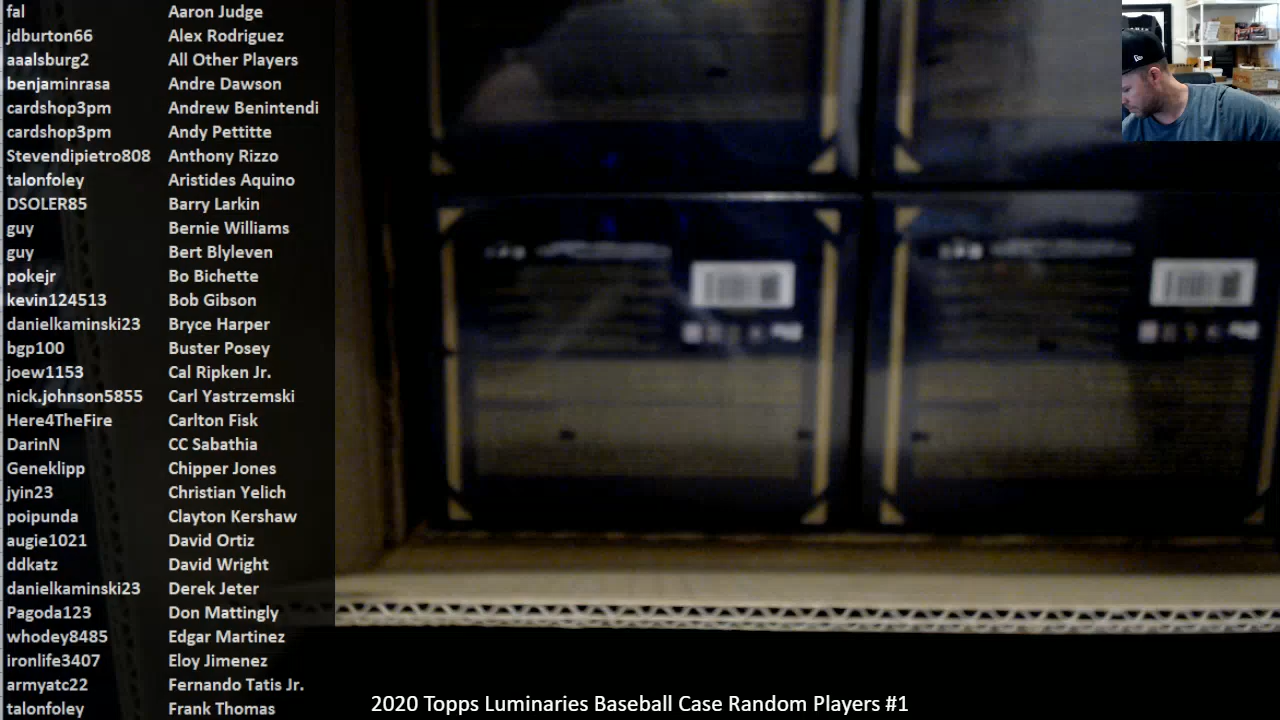 fal Aaron Judge
jdburton66 Alex Rodriguez
aaalsburg2 All Other Players
benjaminrasa Andre Dawson
cardshop3pm Andrew Benintendi
cardshop3pm Andy Pettitte
Stevendipietro808 Anthony Rizzo
talonfoley Aristides Aquino
DSOLER85 Barry Larkin
guy Bernie Williams
guy Bert Blyleven
pokejr Bo Bichette
kevin124513 Bob Gibson
danielkaminski23 Bryce Harper
bgp100 Buster Posey
joew1153 Cal Ripken Jr.
nick.johnson5855 Carl Yastrzemski
Here4TheFire Carlton Fisk
DarinN CC Sabathia
Geneklipp Chipper Jones
jyin23 Christian Yelich
poipunda Clayton Kershaw
augie1021 David Ortiz
ddkatz David Wright
danielkaminski23 Derek Jeter
Pagoda123 Don Mattingly
whodey8485 Edgar Martinez
ironlife3407 Eloy Jimenez
armyatc22 Fernando Tatis Jr.
talonfoley Frank Thomas
2020 Topps Luminaries Baseball Case Random Players #1